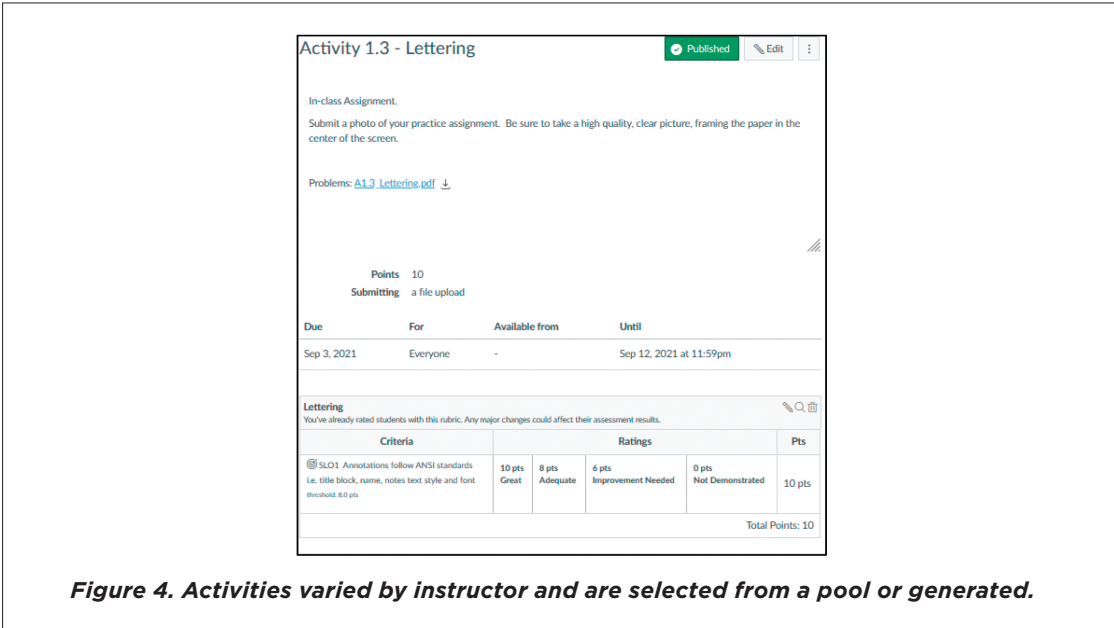 Activity 1.3 - Lettering
Published
Edit
In-class Assignment.
Submit a photo of your practice assignment. Be sure to take a high quality, clear picture, framing the paper in the
center of the screen.
Problems: A1.3_Lettering.pdf
Points 10
Submitting a file upload
Due For Available from Until
Sep 3, 2021 Everyone - Sep 12, 2021 at 11:59pm
Lettering
You've already rated students with this rubric. Any major changes could affect their assessment results.
Criteria Ratings Pts
SLO1 Annotations follow ANSI standards
i.e. title block, name, notes text style and font
threshold: 8.0 pts
10 pts
Great
8 pts
Adequate
6 pts
Improvement Needed
0 pts
Not Demonstrated
10 pts
Total Points: 10
Figure 4. Activities varied by instructor and are selected from a pool or generated.